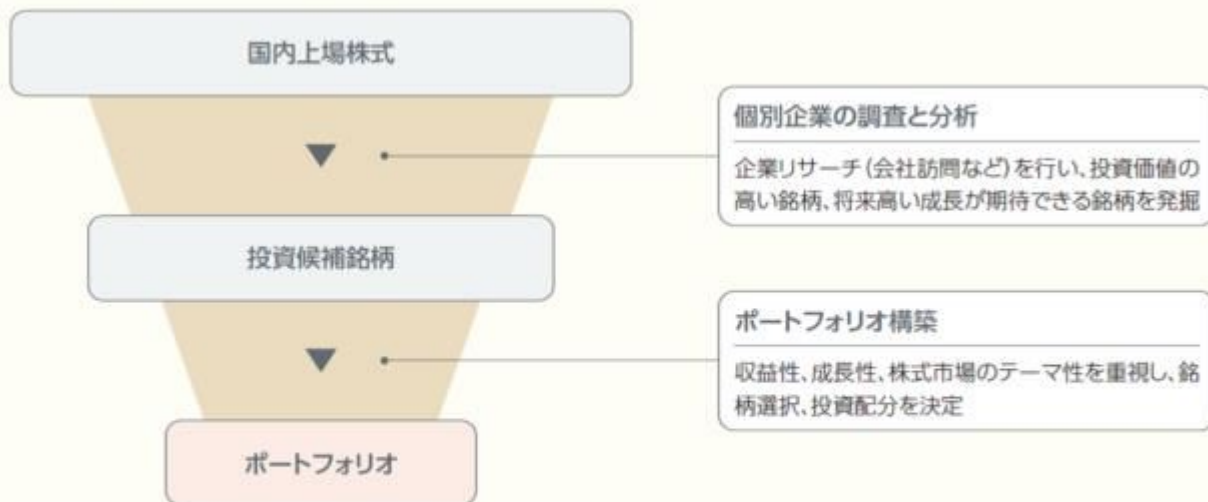 国内上場株式
▼
個別企業の調査と分析
企業リサーチ(会社訪問など)を行い、投資価値の
高い銘柄、将来高い成長が期待できる銘柄を発掘
投資候補銘柄
▼
ポートフォリオ構築
収益性、成長性、株式市場のテーマ性を重視し、銘
柄選択、投資配分を決定
ポートフォリオ